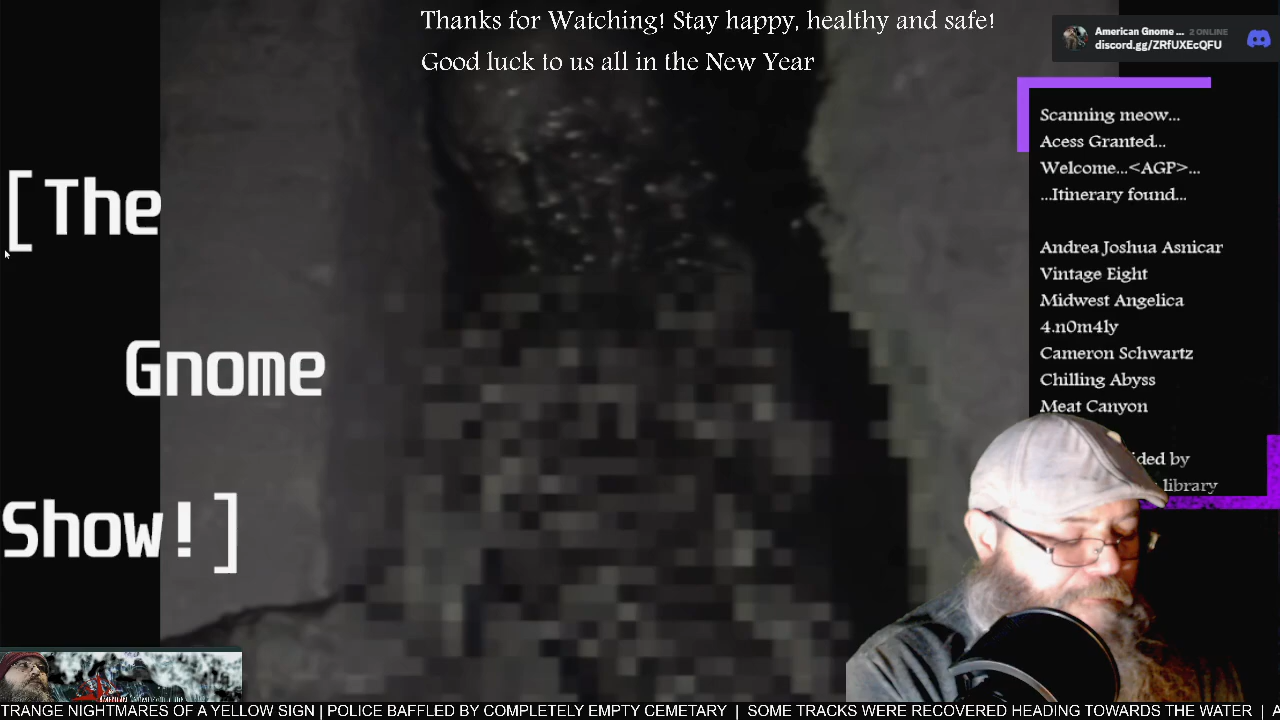 Thanks for Watching! Stay happy, healthy and safe!
Good luck to us all in the New Year
American Gnome ... 2 ONLINE
discord.gg/ZRfUXEcQFU
Scanning meow...
Acess Granted...
Welcome...<AGP>...
...Itinerary found...
Andrea Joshua Asnicar
Vintage Eight
Midwest Angelica
4.n0m4ly
Cameron Schwartz
Chilling Abyss
Meat Canyon
ided by
library
[The
Gnome
Show!]
TRANGE NIGHTMARES OF A YELLOW SIGN | POLICE BAFFLED BY COMPLETELY EMPTY CEMETARY | SOME TRACKS WERE RECOVERED HEADING TOWARDS THE WATER | A